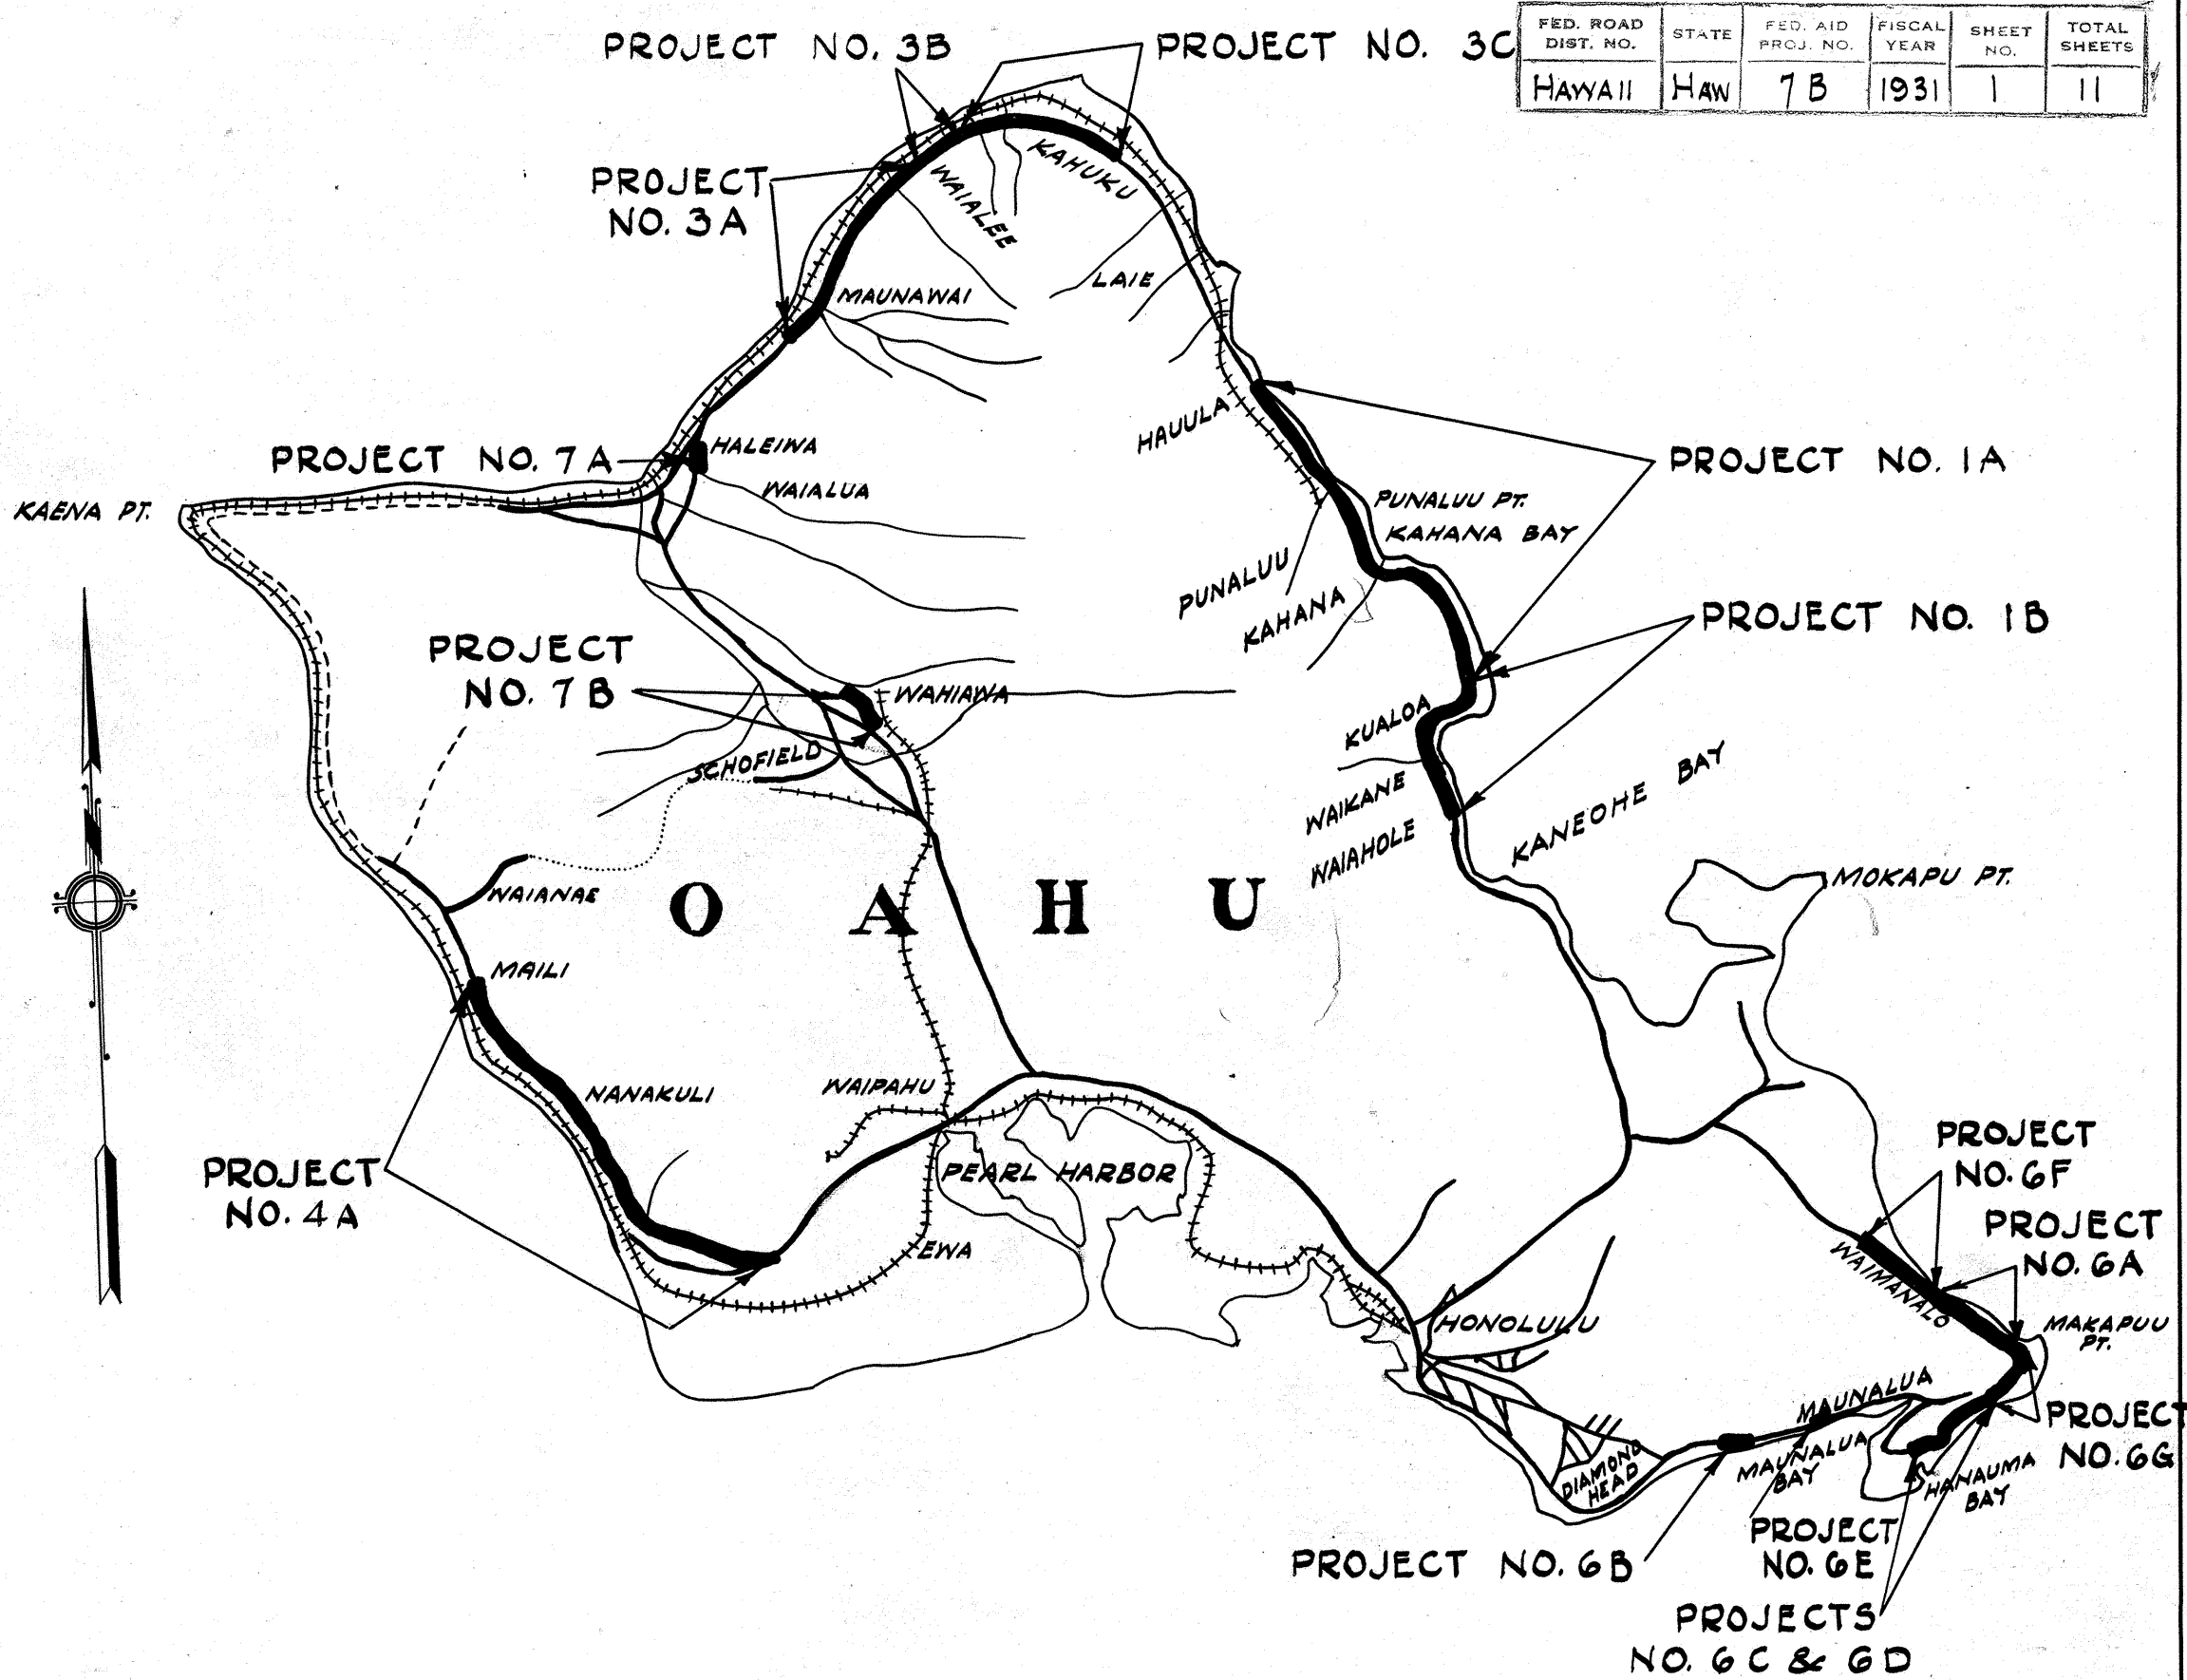 PROJECT NO. 3B
PROJECT NO. 3C
FED. ROAD DIST. NO.
STATE
FED. AID PROJ. NO.
FISCAL YEAR
SHEET NO.
TOTAL SHEETS
HAWAII
HAW
7 B
1931
1
11
PROJECT
NO. 3A
KAHUKU
WAIALEE
LAIE
MAUNAWAI
HAUULA
PROJECT NO. 7A
HALEIWA
PROJECT NO. 1A
WAIALUA
PUNALUU PT.
KAENA PT.
KAHANA BAY
PUNALUU
KAHANA
PROJECT NO. 1B
PROJECT
NO. 7B
WAHIAWA
KUALOA
SCHOFIELD
WAIKANE
KANEOHE BAY
WAIAHOLE
MOKAPU PT.
WAIANAE
OAHU
MAILI
NANAKULI
WAIPAHU
PEARL HARBOR
PROJECT
NO. 4A
EWA
PROJECT
NO. 6F
PROJECT
NO. 6A
WAIMANALO
HONOLULU
MAKAPUU
PT.
MAUNALUA
PROJECT
NO. 6G
MAUNALUA
BAY
HANAUMA
BAY
DIAMOND
HEAD
PROJECT NO. 6B
PROJECT
NO. 6E
PROJECTS
NO. 6C & 6D